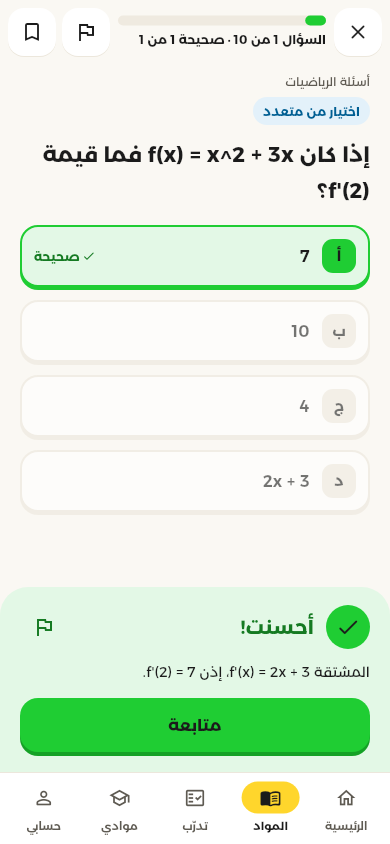 السؤال 1 من 10 · صحيحة 1 من 1
أسئلة الرياضيات
اختيار من متعدد
إذا كان f(x) = x^2 + 3x فما قيمة
f'(2)؟
أ 7 صحيحة
ب 10
ج 4
د 2x + 3
أحسنت!
المشتقة f'(x) = 2x + 3، إذن f'(2) = 7.
متابعة
الرئيسية المواد تدرّب موادي حسابي